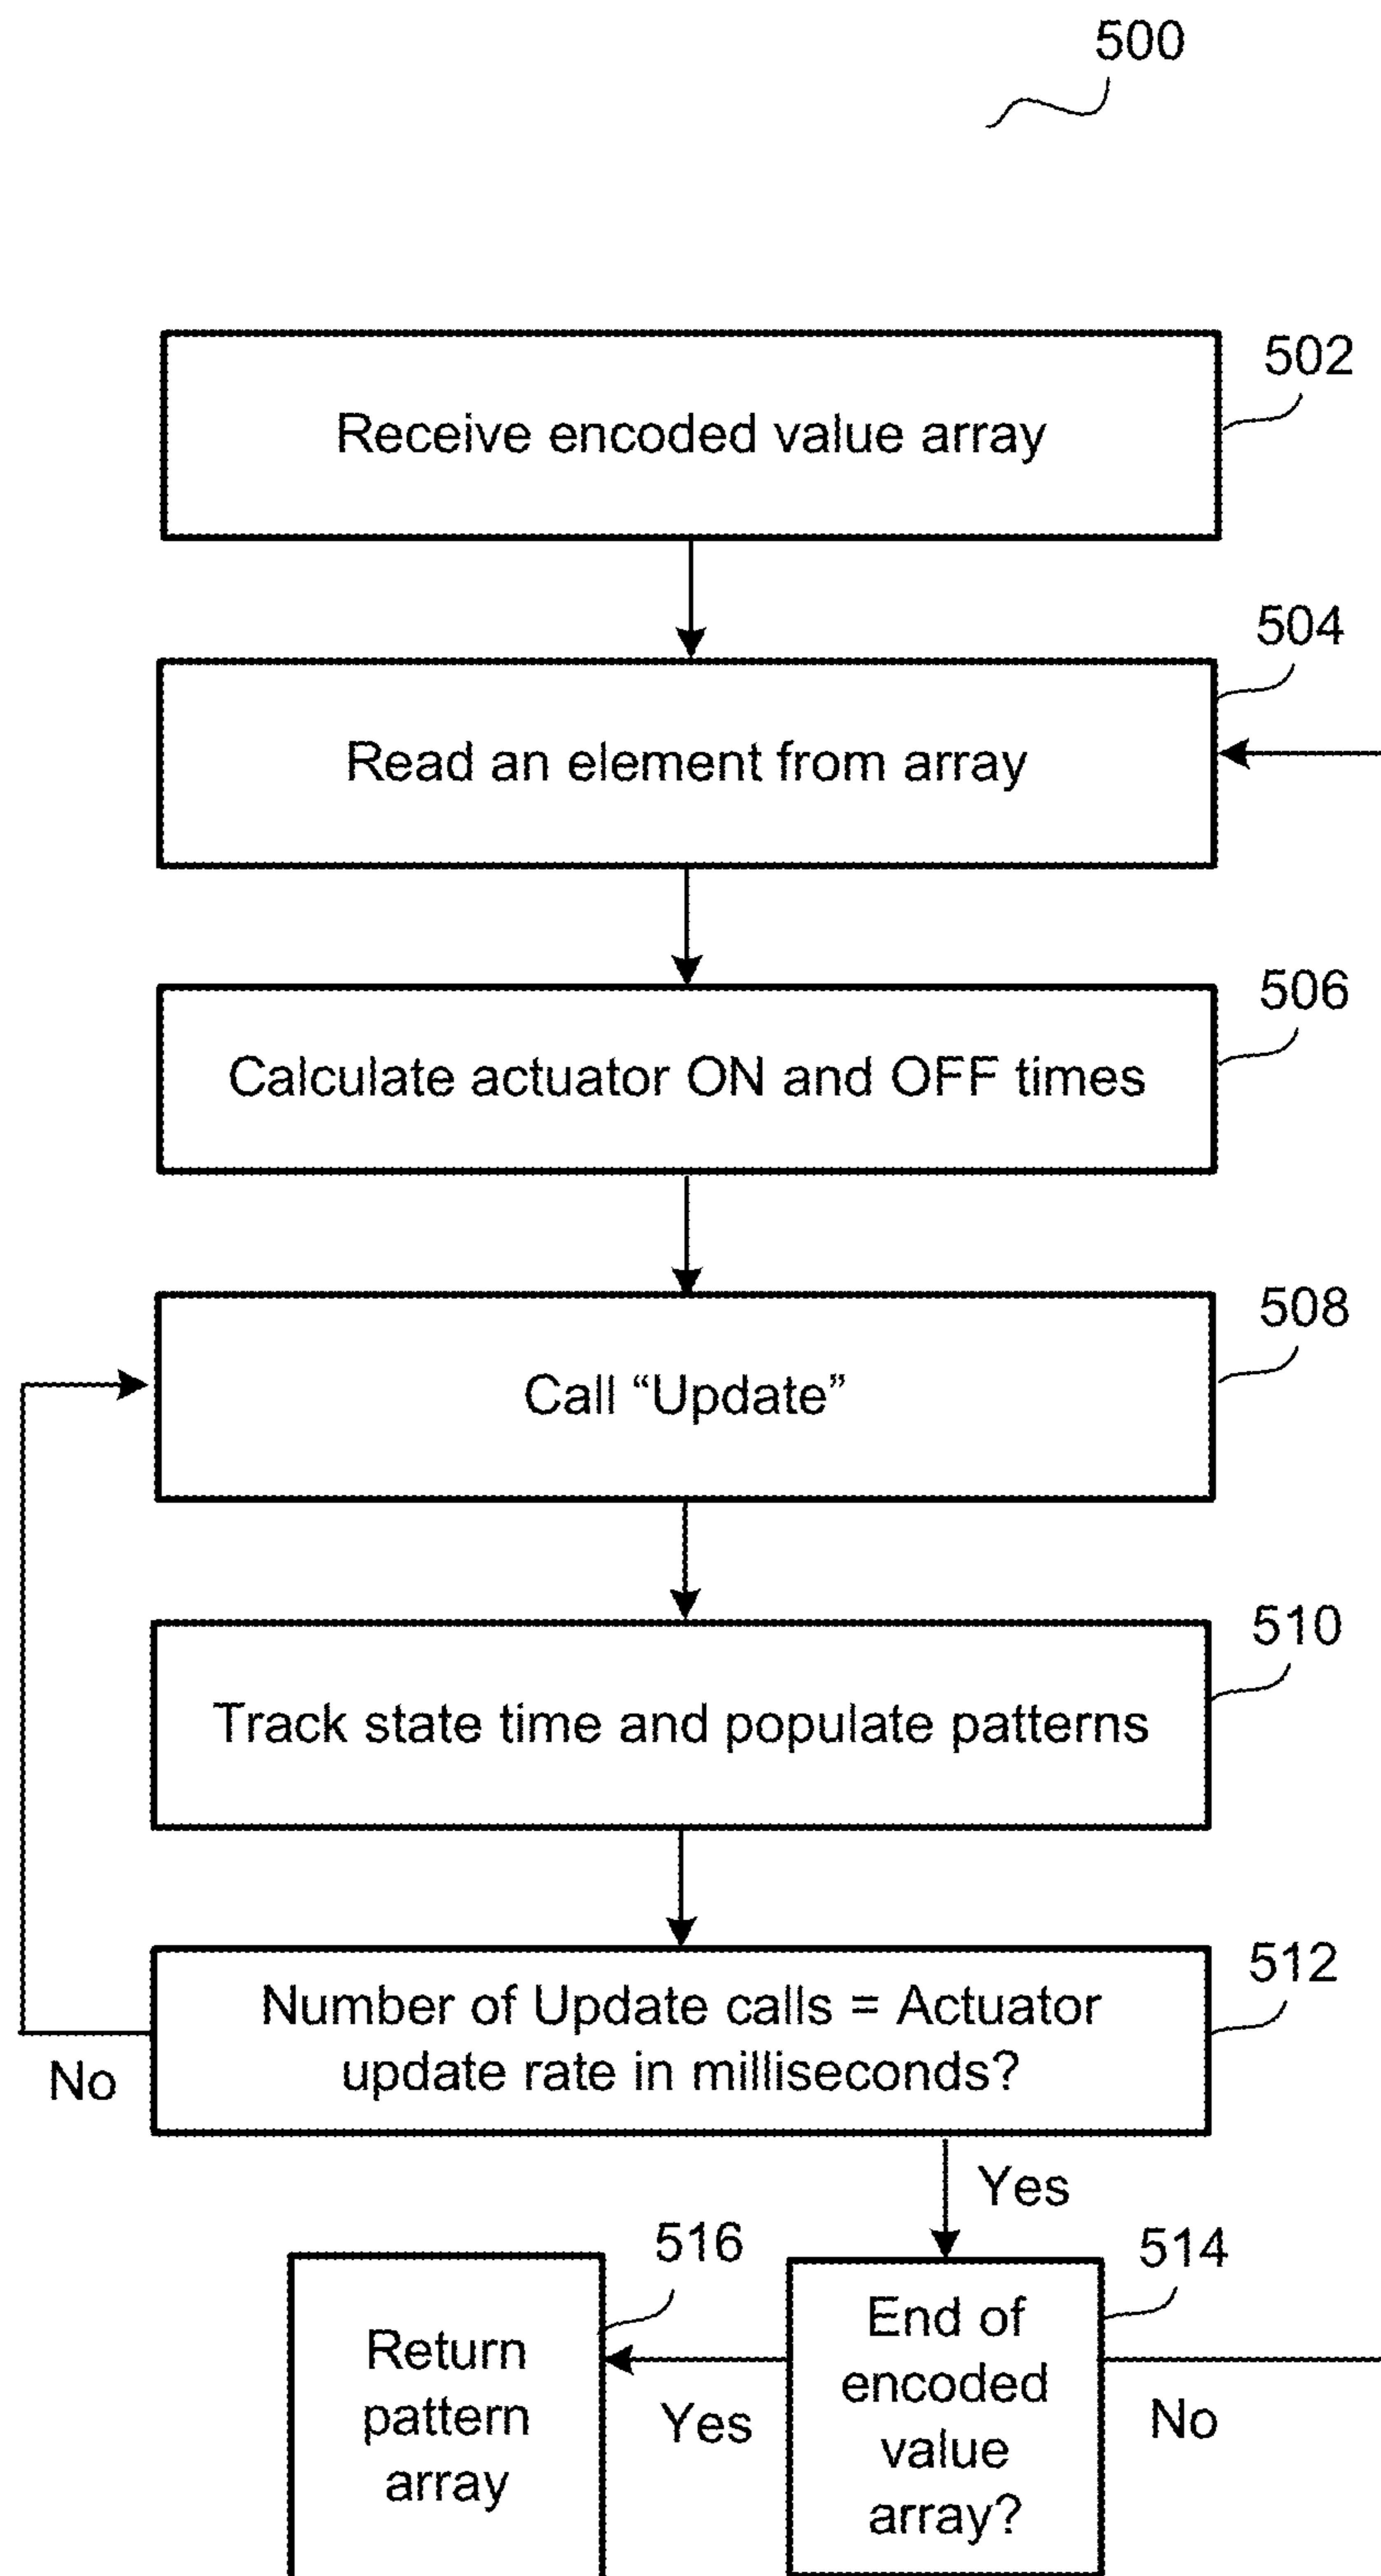 500
502
Receive encoded value array
504
Read an element from array
506
Calculate actuator ON and OFF times
508
Call “Update”
510
Track state time and populate patterns
512
Number of Update calls = Actuator
update rate in milliseconds?
No
Yes
516
514
Return
pattern
array
Yes
End of
encoded
value
array?
No